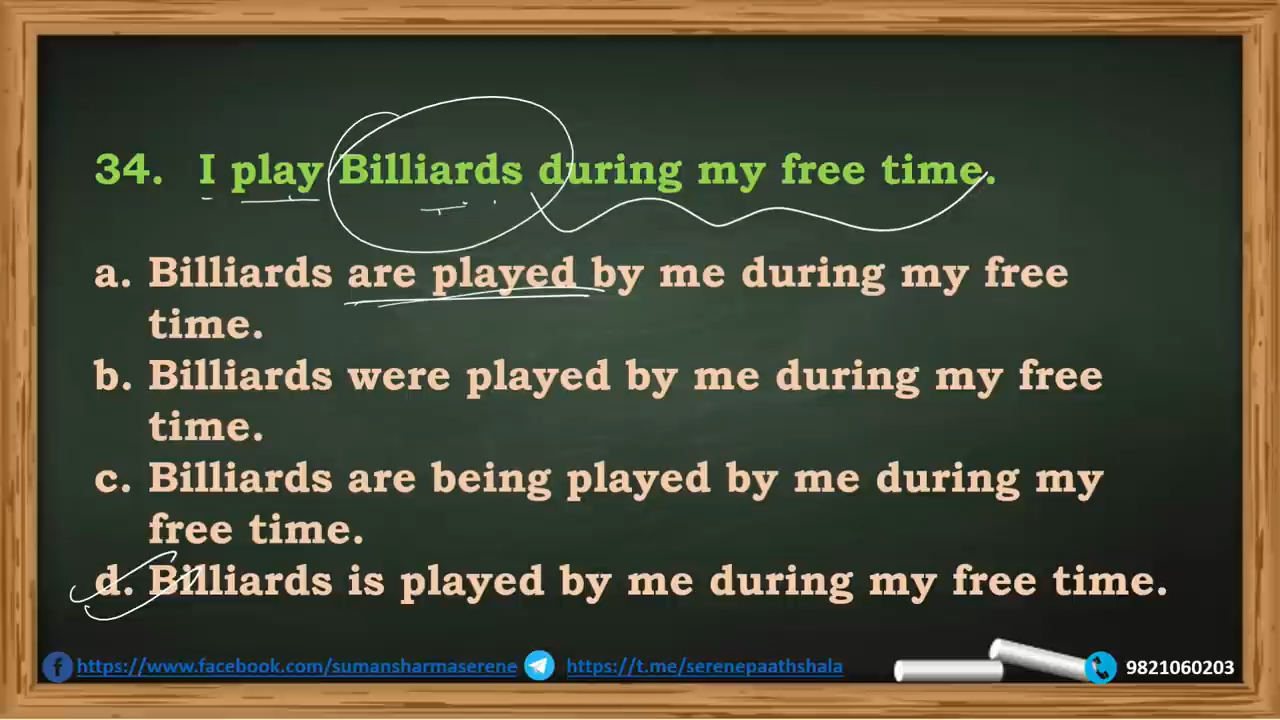 34. I play Billiards during my free time.
a. Billiards are played by me during my free
time.
b. Billiards were played by me during my free
time.
c. Billiards are being played by me during my
free time.
d. Billiards is played by me during my free time.
https://www.facebook.com/sumansharmaserene https://t.me/serenepaathshala 9821060203